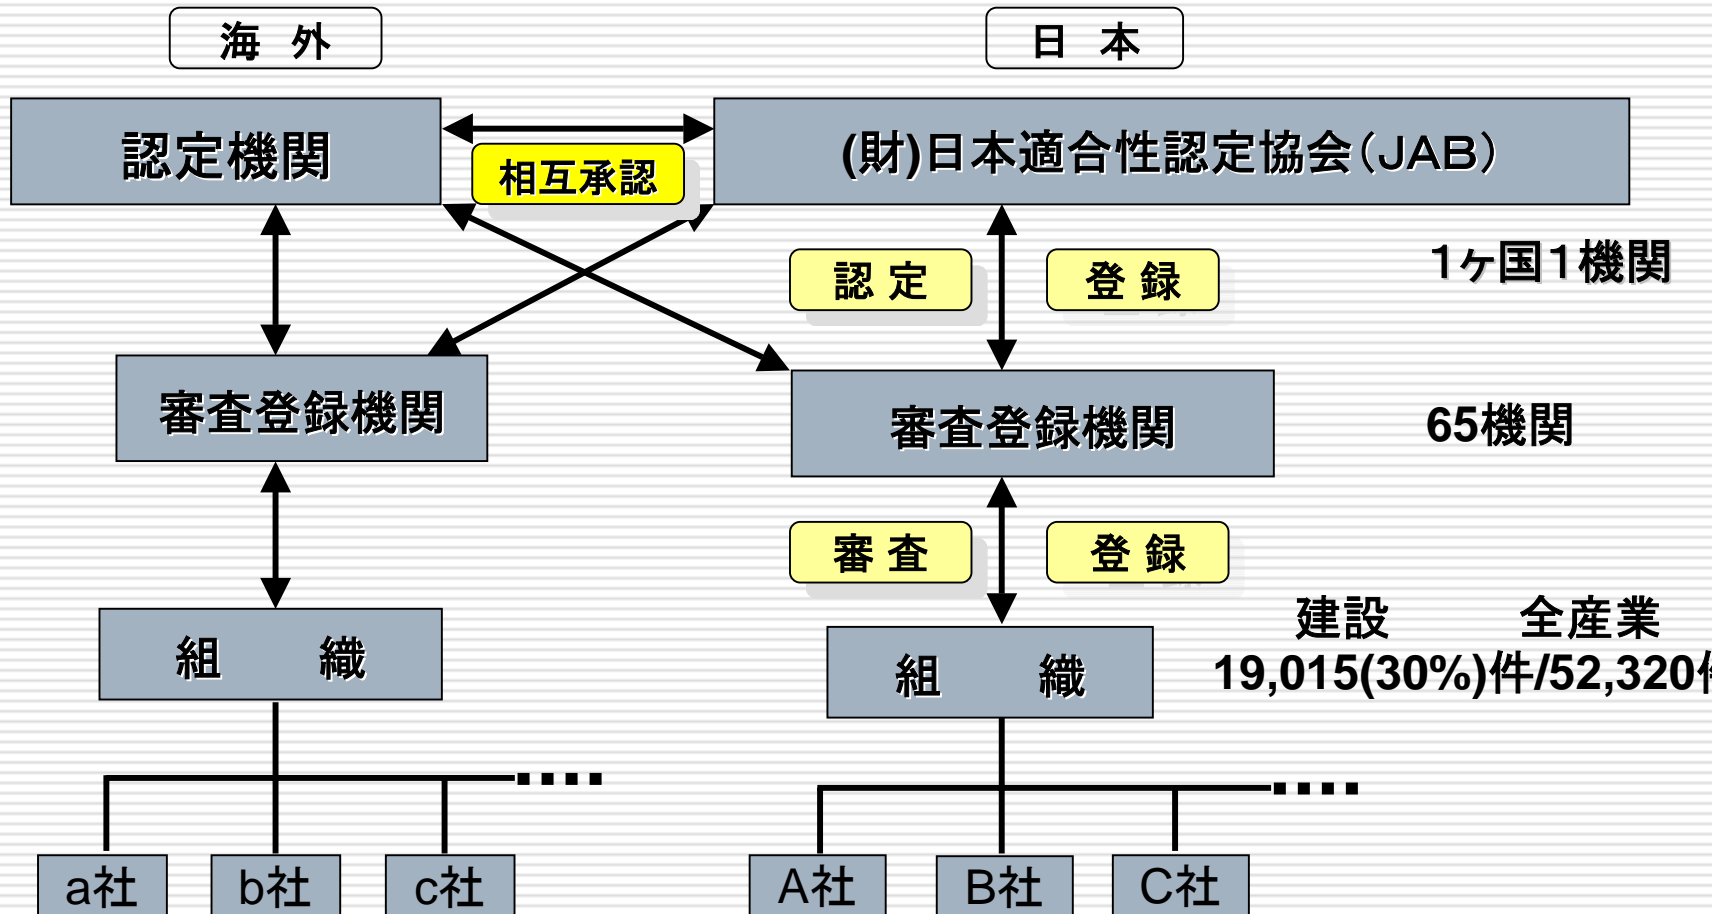 海 外
日 本
認定機関
(財)日本適合性認定協会(JAB)
相互承認
認 定
登 録
1ヶ国1機関
審査登録機関
審査登録機関
65機関
審 査
登 録
建設 全産業
19,015(30%)件/52,320件
組 織
組 織
a社
b社
c社
A社
B社
C社